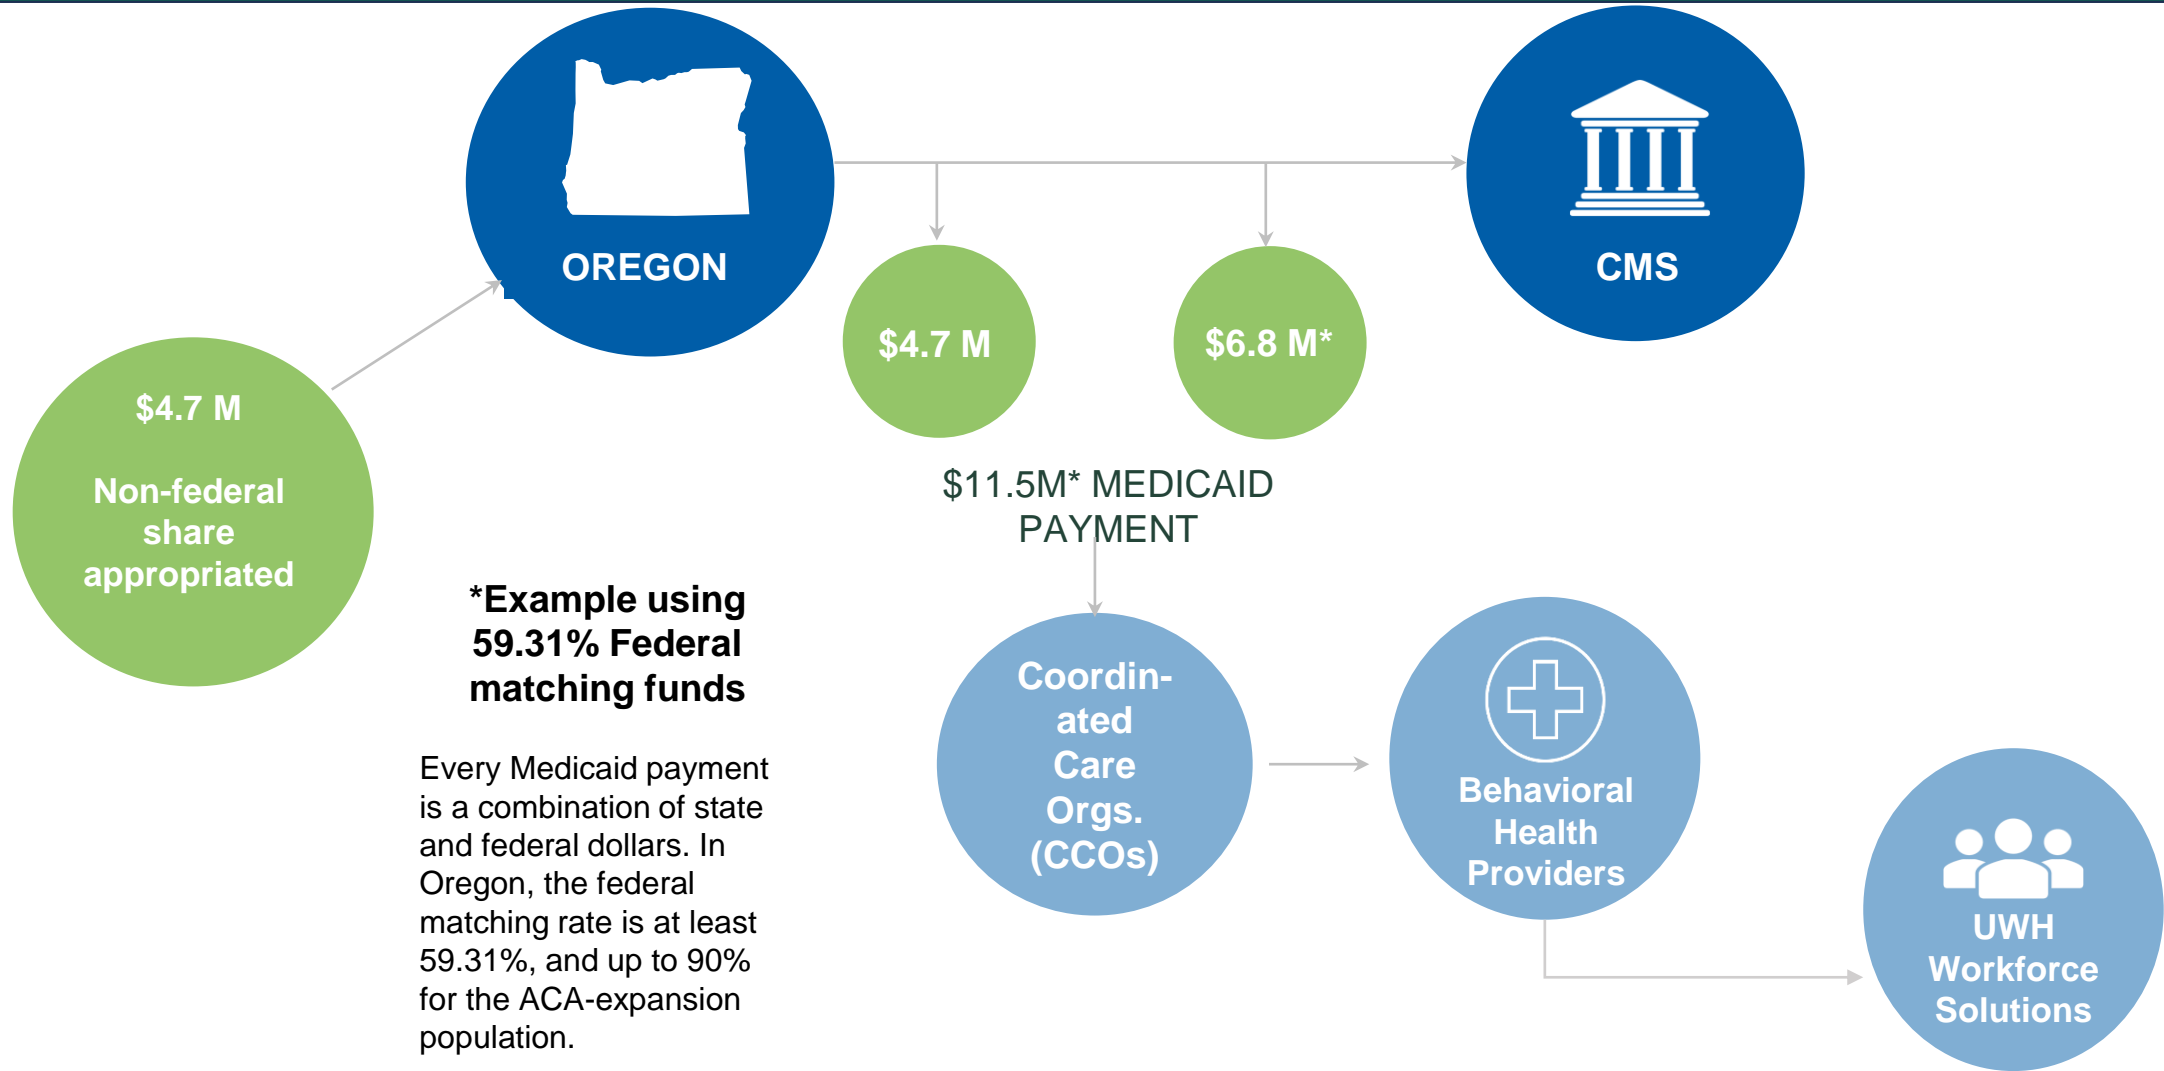 OREGON
CMS
$4.7 M
$6.8 M*
$4.7 M
Non-federal
share
appropriated
$11.5M* MEDICAID
PAYMENT
*Example using
59.31% Federal
matching funds
Every Medicaid payment
is a combination of state
and federal dollars. In
Oregon, the federal
matching rate is at least
59.31%, and up to 90%
for the ACA-expansion
population.
Coordin-
ated
Care
Orgs.
(CCOs)
Behavioral
Health
Providers
UWH
Workforce
Solutions